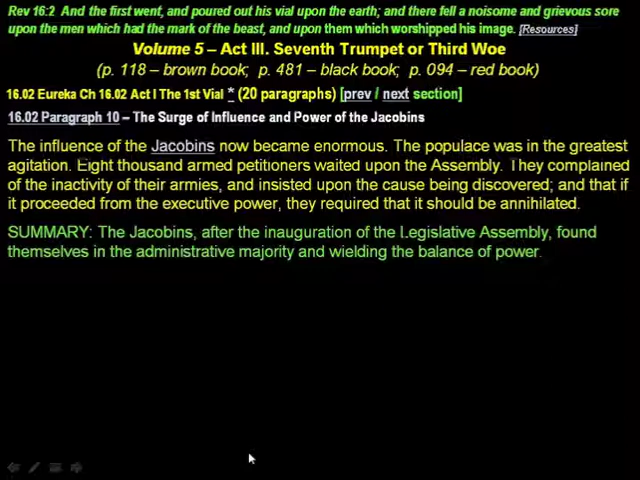 Rev 16:2 And the first went, and poured out his vial upon the earth; and there fell a noisome and grievous sore
upon the men which had the mark of the beast, and upon them which worshipped his image. [Resources]
Volume 5 – Act III. Seventh Trumpet or Third Woe
(p. 118 – brown book; p. 481 – black book; p. 094 – red book)
16.02 Eureka Ch 16.02 Act I The 1st Vial * (20 paragraphs) [prev / next section]
16.02 Paragraph 10 – The Surge of Influence and Power of the Jacobins
The influence of the Jacobins now became enormous. The populace was in the greatest
agitation. Eight thousand armed petitioners waited upon the Assembly. They complained
of the inactivity of their armies, and insisted upon the cause being discovered; and that if
it proceeded from the executive power, they required that it should be annihilated.
SUMMARY: The Jacobins, after the inauguration of the Legislative Assembly, found
themselves in the administrative majority and wielding the balance of power.